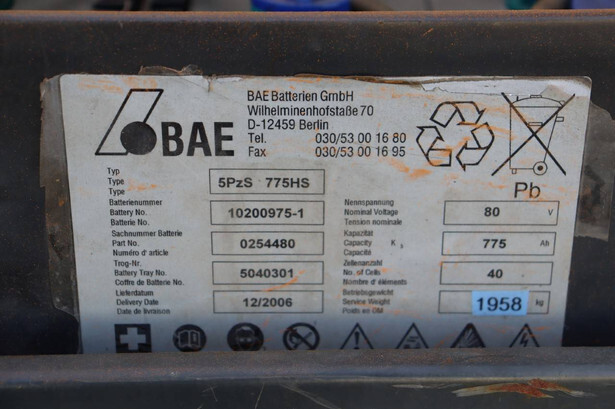 BAE
BAE Batterien GmbH
Wilhelminenhofstaße 70
D-12459 Berlin
Tel. 030/53 00 16 80
Fax 030/53 00 16 95
Pb
Typ
Type
Type
5PzS 775HS
Batterienummer
Battery No.
Batterie No.
10200975-1
Sachnummer Batterie
Part No.
Numéro d' article
0254480
Trog-Nr.
Battery Tray No.
Coffre de Batterie No.
5040301
Lieferdatum
Delivery Date
Date de livraison
12/2006
Nennspannung
Nominal Voltage
Tension nominale
80 V
Kapazität
Capacity K 5
Capacité
775 Ah
Zellenanzahl
No. of Cells
Nombre d' élements
40
Betriebsgewicht
Service Weight
Poids en OM
1958 kg